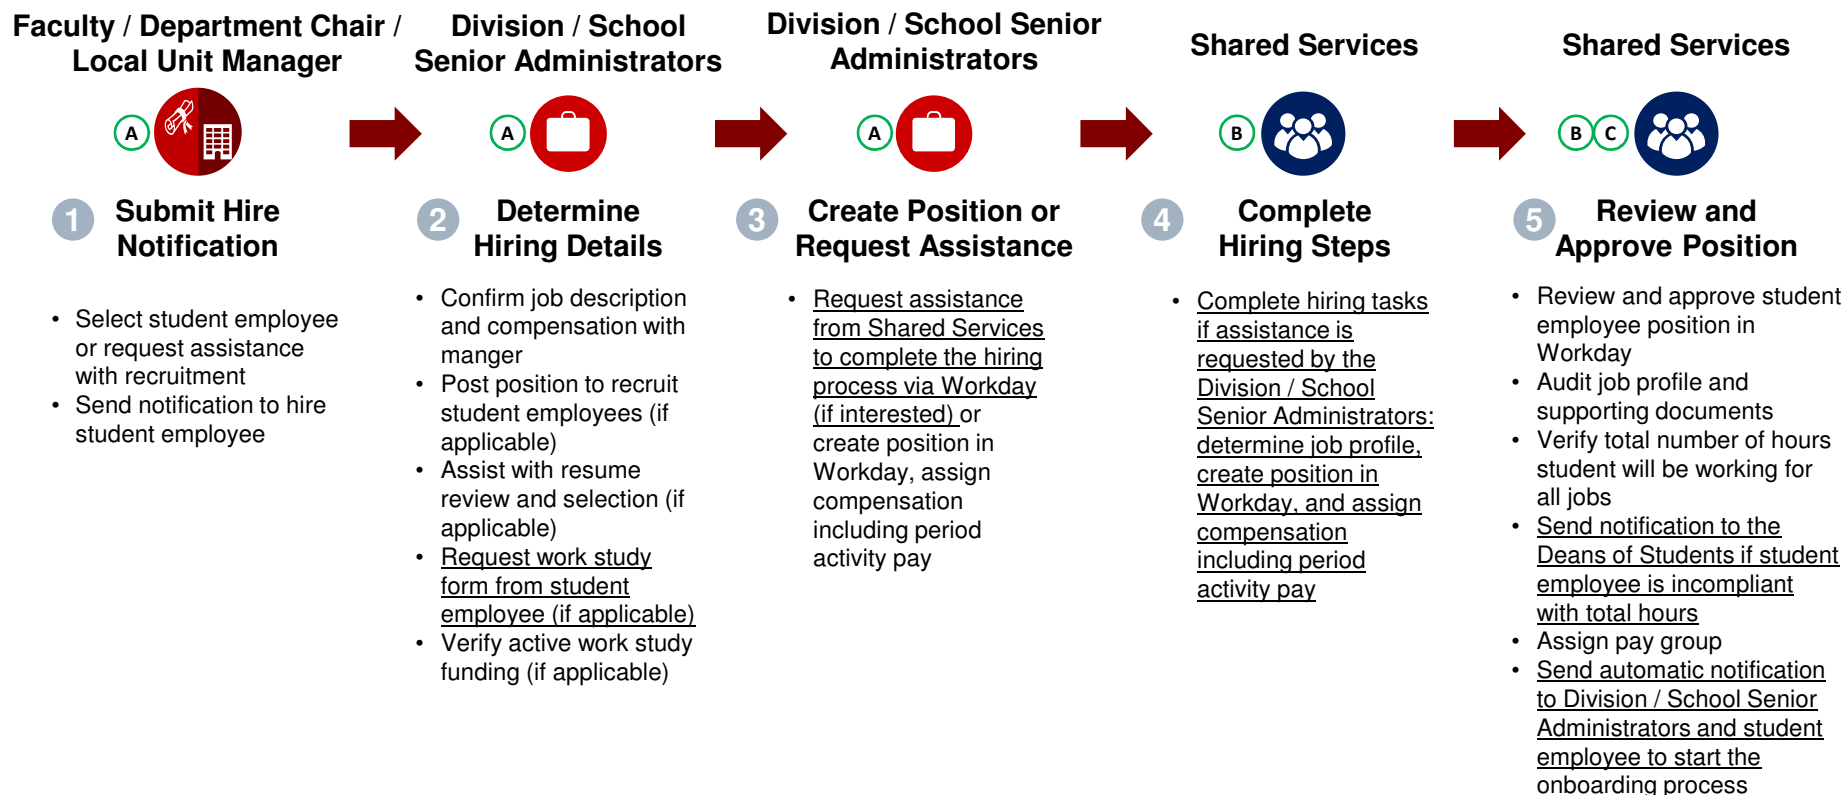 Faculty / Department Chair /
Local Unit Manager
Division / School
Senior Administrators
Division / School Senior
Administrators
Shared Services
Shared Services
A
A
A
B
B C
1
Submit Hire
Notification
• Select student employee
or request assistance
with recruitment
• Send notification to hire
student employee
2
Determine
Hiring Details
• Confirm job description
and compensation with
manger
• Post position to recruit
student employees (if
applicable)
• Assist with resume
review and selection (if
applicable)
• Request work study
form from student
employee (if applicable)
• Verify active work study
funding (if applicable)
3
Create Position or
Request Assistance
• Request assistance
from Shared Services
to complete the hiring
process via Workday
(if interested) or
create position in
Workday, assign
compensation
including period
activity pay
4
Complete
Hiring Steps
• Complete hiring tasks
if assistance is
requested by the
Division / School
Senior Administrators:
determine job profile,
create position in
Workday, and assign
compensation
including period
activity pay
5
Review and
Approve Position
• Review and approve student
employee position in
Workday
• Audit job profile and
supporting documents
• Verify total number of hours
student will be working for
all jobs
• Send notification to the
Deans of Students if student
employee is incompliant
with total hours
• Assign pay group
• Send automatic notification
to Division / School Senior
Administrators and student
employee to start the
onboarding process